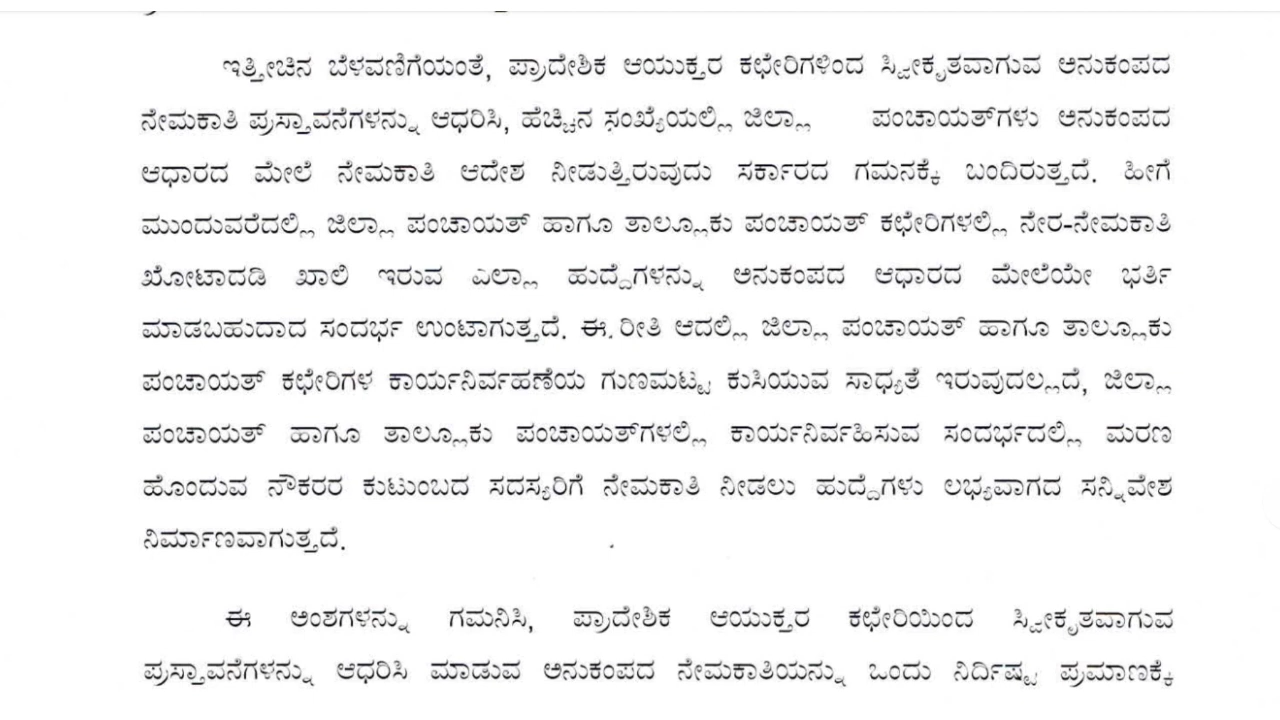 ಇತ್ತೀಚಿನ ಬೆಳವಣಿಗೆಯಂತೆ, ಪ್ರಾದೇಶಿಕ ಆಯುಕ್ತರ ಕಛೇರಿಗಳಿಂದ ಸ್ವೀಕೃತವಾಗುವ ಅನುಕಂಪದ
ನೇಮಕಾತಿ ಪ್ರಸ್ತಾವನೆಗಳನ್ನು ಆಧರಿಸಿ, ಹೆಚ್ಚಿನ ಸಂಖ್ಯೆಯಲ್ಲಿ ಜಿಲ್ಲಾ ಪಂಚಾಯತ್‌ಗಳು ಅನುಕಂಪದ
ಆಧಾರದ ಮೇಲೆ ನೇಮಕಾತಿ ಆದೇಶ ನೀಡುತ್ತಿರುವುದು ಸರ್ಕಾರದ ಗಮನಕ್ಕೆ ಬಂದಿರುತ್ತದೆ. ಹೀಗೆ
ಮುಂದುವರೆದಲ್ಲಿ ಜಿಲ್ಲಾ ಪಂಚಾಯತ್ ಹಾಗೂ ತಾಲ್ಲೂಕು ಪಂಚಾಯತ್ ಕಛೇರಿಗಳಲ್ಲಿ ನೇರ-ನೇಮಕಾತಿ
ಖೋಟಾದಡಿ ಖಾಲಿ ಇರುವ ಎಲ್ಲಾ ಹುದ್ದೆಗಳನ್ನು ಅನುಕಂಪದ ಆಧಾರದ ಮೇಲೆಯೇ ಭರ್ತಿ
ಮಾಡಬಹುದಾದ ಸಂದರ್ಭ ಉಂಟಾಗುತ್ತದೆ. ಈ ರೀತಿ ಆದಲ್ಲಿ ಜಿಲ್ಲಾ ಪಂಚಾಯತ್ ಹಾಗೂ ತಾಲ್ಲೂಕು
ಪಂಚಾಯತ್ ಕಛೇರಿಗಳ ಕಾರ್ಯನಿರ್ವಹಣೆಯ ಗುಣಮಟ್ಟ ಕುಸಿಯುವ ಸಾಧ್ಯತೆ ಇರುವುದಲ್ಲದೆ, ಜಿಲ್ಲಾ
ಪಂಚಾಯತ್ ಹಾಗೂ ತಾಲ್ಲೂಕು ಪಂಚಾಯತ್‌ಗಳಲ್ಲಿ ಕಾರ್ಯನಿರ್ವಹಿಸುವ ಸಂದರ್ಭದಲ್ಲಿ ಮರಣ
ಹೊಂದುವ ನೌಕರರ ಕುಟುಂಬದ ಸದಸ್ಯರಿಗೆ ನೇಮಕಾತಿ ನೀಡಲು ಹುದ್ದೆಗಳು ಲಭ್ಯವಾಗದ ಸನ್ನಿವೇಶ
ನಿರ್ಮಾಣವಾಗುತ್ತದೆ.
ಈ ಅಂಶಗಳನ್ನು ಗಮನಿಸಿ, ಪ್ರಾದೇಶಿಕ ಆಯುಕ್ತರ ಕಛೇರಿಯಿಂದ ಸ್ವೀಕೃತವಾಗುವ
ಪ್ರಸ್ತಾವನೆಗಳನ್ನು ಆಧರಿಸಿ ಮಾಡುವ ಅನುಕಂಪದ ನೇಮಕಾತಿಯನ್ನು ಒಂದು ನಿರ್ದಿಷ್ಟ ಪ್ರಮಾಣಕ್ಕೆ